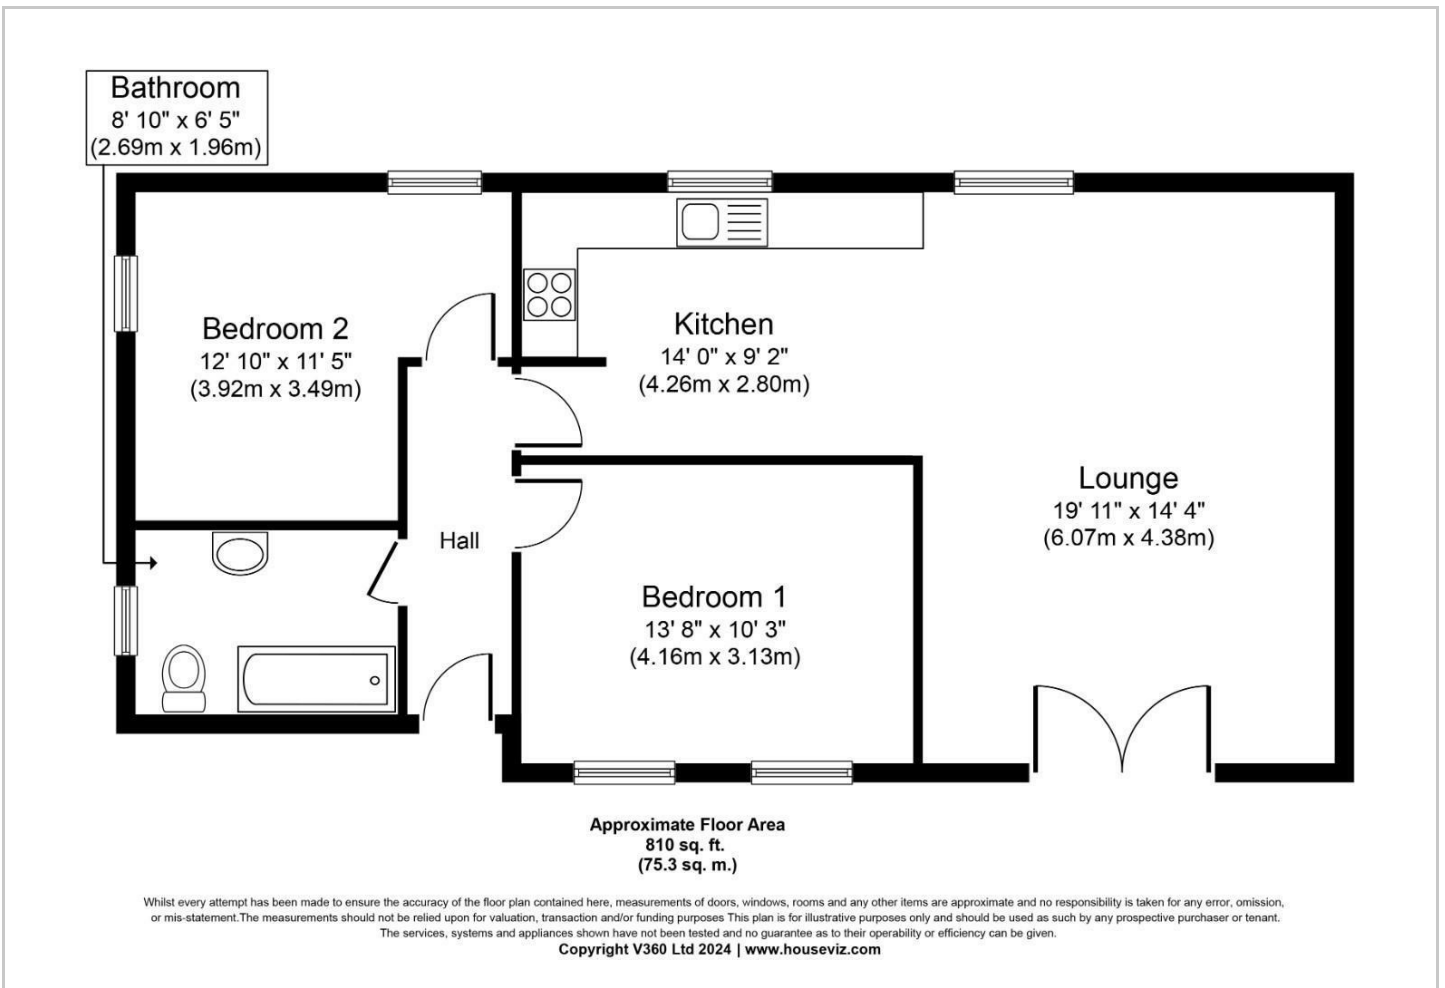 Bathroom
8' 10" x 6' 5"
(2.69m x 1.96m)
Bedroom 2
12' 10" x 11' 5"
(3.92m x 3.49m)
Kitchen
14' 0" x 9' 2"
(4.26m x 2.80m)
Lounge
19' 11" x 14' 4"
(6.07m x 4.38m)
Hall
Bedroom 1
13' 8" x 10' 3"
(4.16m x 3.13m)
Approximate Floor Area
810 sq. ft.
(75.3 sq. m.)
Whilst every attempt has been made to ensure the accuracy of the floor plan contained here, measurements of doors, windows, rooms and any other items are approximate and no responsibility is taken for any error, omission,
or mis-statement.The measurements should not be relied upon for valuation, transaction and/or funding purposes This plan is for illustrative purposes only and should be used as such by any prospective purchaser or tenant.
The services, systems and appliances shown have not been tested and no guarantee as to their operability or efficiency can be given.
Copyright V360 Ltd 2024 | www.houseviz.com